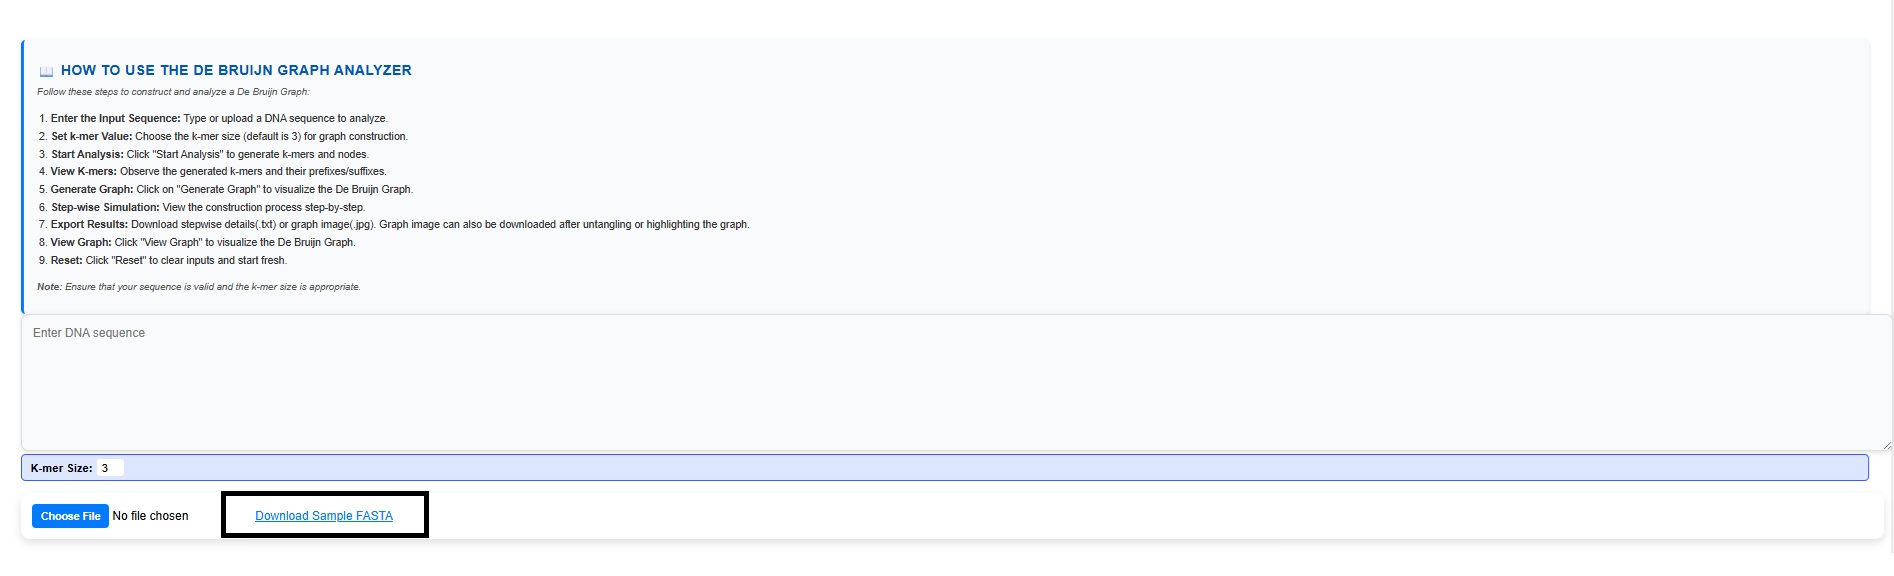 HOW TO USE THE DE BRUIJN GRAPH ANALYZER
Follow these steps to construct and analyze a De Bruijn Graph:
1. Enter the Input Sequence: Type or upload a DNA sequence to analyze.
2. Set k-mer Value: Choose the k-mer size (default is 3) for graph construction.
3. Start Analysis: Click "Start Analysis" to generate k-mers and nodes.
4. View K-mers: Observe the generated k-mers and their prefixes/suffixes.
5. Generate Graph: Click on "Generate Graph" to visualize the De Bruijn Graph.
6. Step-wise Simulation: View the construction process step-by-step.
7. Export Results: Download stepwise details(.txt) or graph image(.jpg). Graph image can also be downloaded after untangling or highlighting the graph.
8. View Graph: Click "View Graph" to visualize the De Bruijn Graph.
9. Reset: Click "Reset" to clear inputs and start fresh.
Note: Ensure that your sequence is valid and the k-mer size is appropriate.
Enter DNA sequence
K-mer Size: 3
Choose File No file chosen Download Sample FASTA